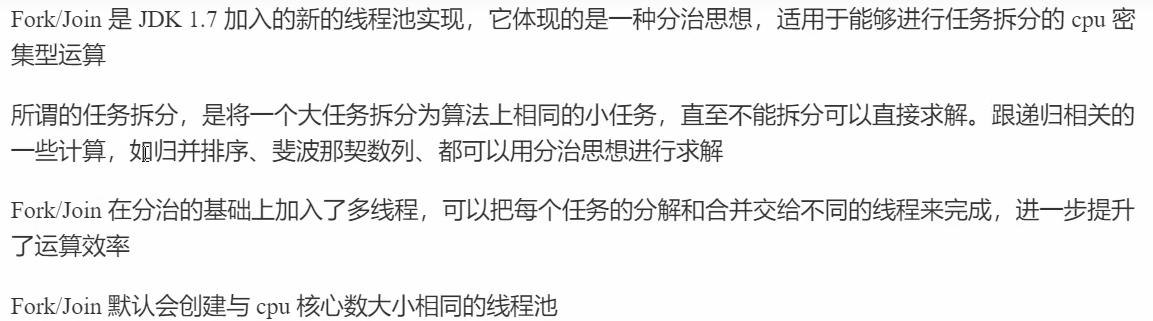 Fork/Join 是 JDK 1.7 加入的新的线程池实现，它体现的是一种分治思想，适用于能够进行任务拆分的 cpu 密
集型运算
所谓的任务拆分，是将一个大任务拆分为算法上相同的小任务，直至不能拆分可以直接求解。跟递归相关的
一些计算，如归并排序、斐波那契数列、都可以用分治思想进行求解
Fork/Join 在分治的基础上加入了多线程，可以把每个任务的分解和合并交给不同的线程来完成，进一步提升
了运算效率
Fork/Join 默认会创建与 cpu 核心数大小相同的线程池